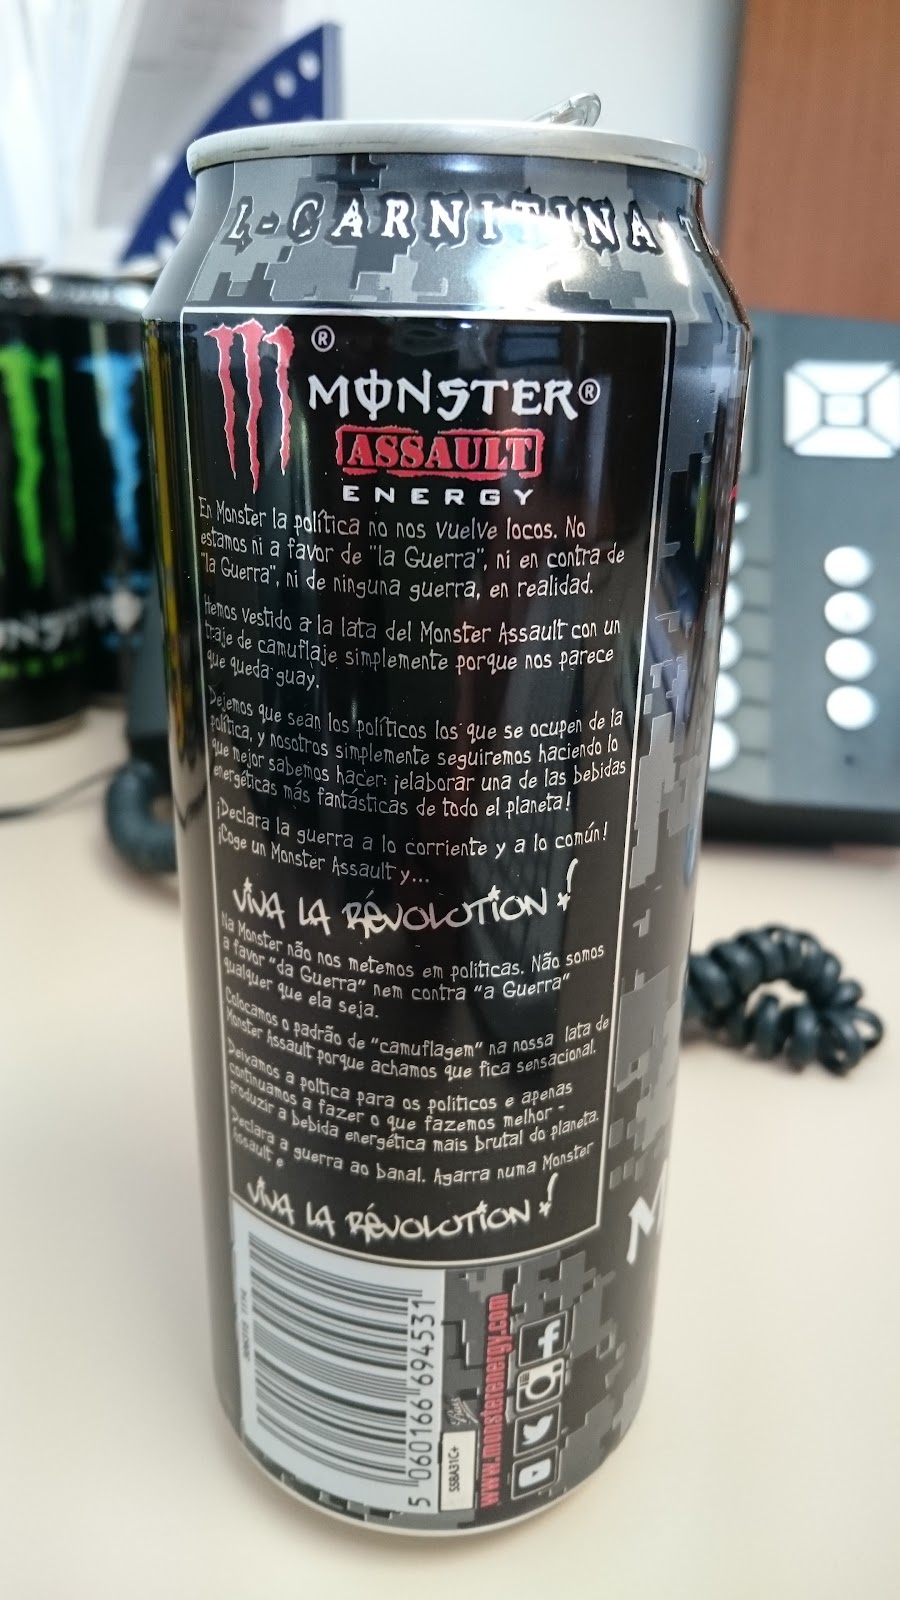 L-CARNITINA T
®
MONSTER®
ASSAULT
ENERGY
En Monster la política no nos vuelve locos. No
estamos ni a favor de "la Guerra", ni en contra de
"la Guerra", ni de ninguna guerra, en realidad.
Hemos vestido a la lata del Monster Assault con un
traje de camuflaje simplemente porque nos parece
que queda guay.
Dejemos que sean los políticos los que se ocupen de la
política, y nosotros simplemente seguiremos haciendo lo
que mejor sabemos hacer: ¡elaborar una de las bebidas
energéticas más fantásticas de todo el planeta!
¡Declara la guerra a lo corriente y a lo común!
¡Coge un Monster Assault y...
VIVA LA RÉVOLUTION!
Na Monster não nos metemos em politicas. Não somos
a favor "da Guerra" nem contra "a Guerra"
qualquer que ela seja.
Colocamos o padrão de "camuflagem" na nossa lata de
Monster Assault porque achamos que fica sensacional.
Deixamos a poltica para os politicos e apenas
continuamos a fazer o que fazemos melhor -
produzir a bebida energética mais brutal do planeta.
Declara a guerra ao banal. Agarra numa Monster
Assault e
VIVA LA RÉVOLUTION!
5 060166 694531
SSBA31C+
www.monsterenergy.com
M